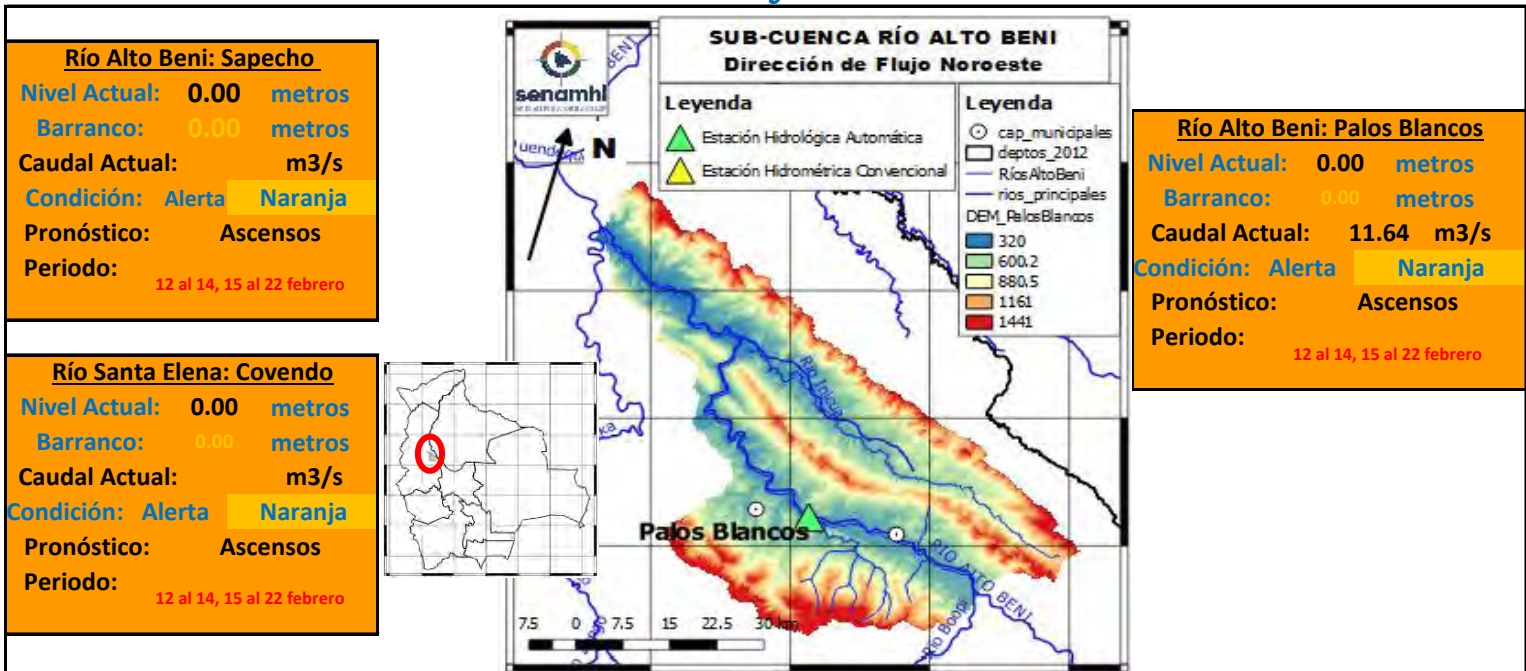 Río Alto Beni: Sapecho
Nivel Actual: 0.00 metros
Barranco: 0.00 metros
Caudal Actual: m3/s
Condición: Alerta Naranja
Pronóstico: Ascensos
Periodo:
12 al 14, 15 al 22 febrero
Río Santa Elena: Covendo
Nivel Actual: 0.00 metros
Barranco: 0.00 metros
Caudal Actual: m3/s
Condición: Alerta Naranja
Pronóstico: Ascensos
Periodo:
12 al 14, 15 al 22 febrero
senamhi
SUB-CUENCA RÍO ALTO BENI
Dirección de Flujo Noroeste
Leyenda
Estación Hidrológica Automática
Estación Hidrométrica Convencional
Leyenda
cap_municipales
deptos_2012
RíosAltoBeni
rios_principales
DEM_PalosBlancos
320
600.2
880.5
1161
1441
BENI
N
Río Inicua
Palos Blancos
RIO ALTO BENI
Río Boopi
7.5 0 7.5 15 22.5 30 km
Río Alto Beni: Palos Blancos
Nivel Actual: 0.00 metros
Barranco: 0.00 metros
Caudal Actual: 11.64 m3/s
Condición: Alerta Naranja
Pronóstico: Ascensos
Periodo:
12 al 14, 15 al 22 febrero